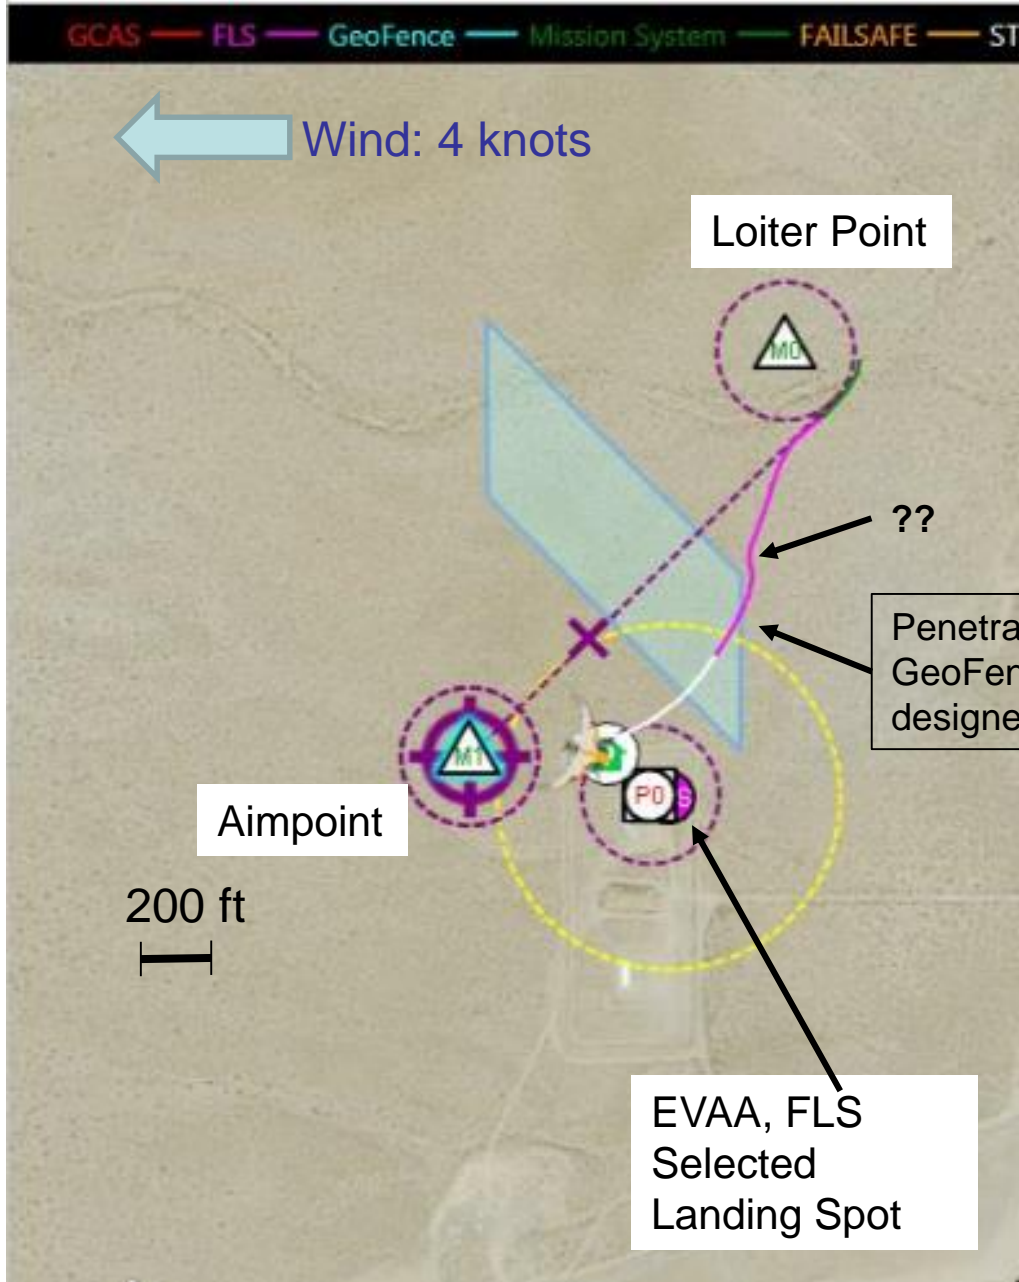 GCAS FLS GeoFence Mission System FAILSAFE ST
Wind: 4 knots
Loiter Point
M0
??
Penetra
GeoFen
designe
M1
P0
S
Aimpoint
200 ft
EVAA, FLS
Selected
Landing Spot